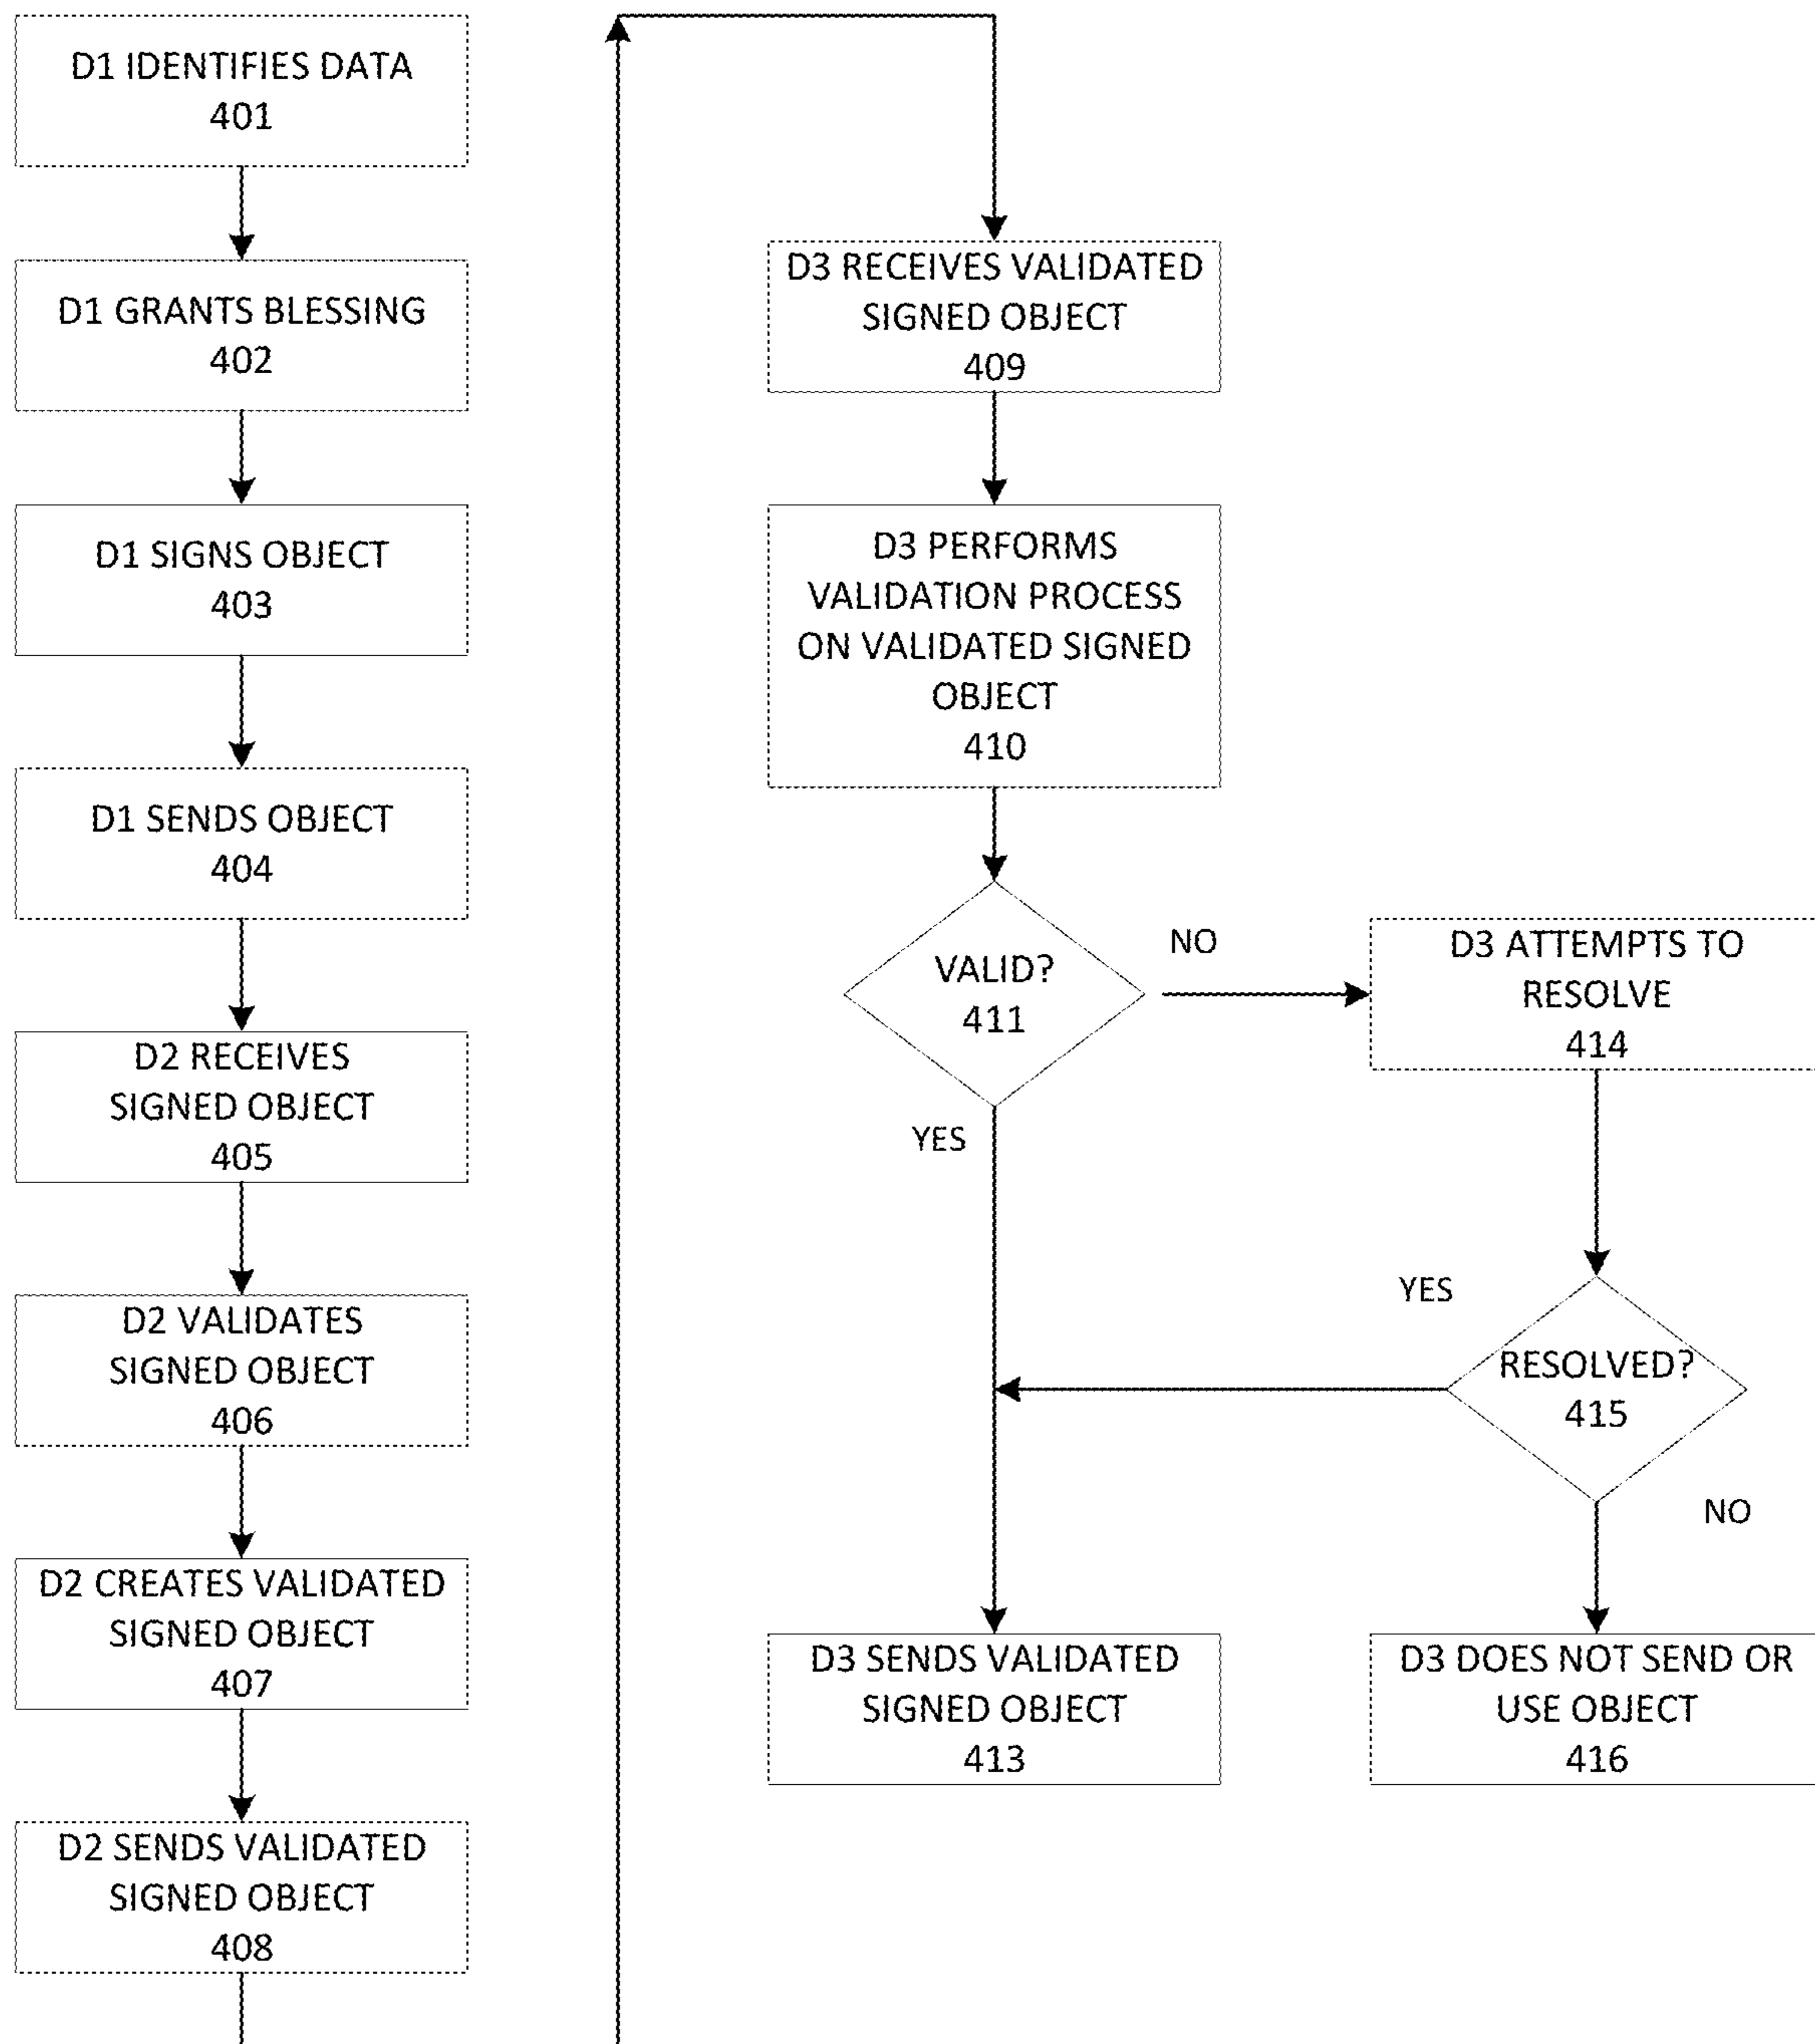 D1 IDENTIFIES DATA
401
D1 GRANTS BLESSING
402
D1 SIGNS OBJECT
403
D1 SENDS OBJECT
404
D2 RECEIVES
SIGNED OBJECT
405
D2 VALIDATES
SIGNED OBJECT
406
D2 CREATES VALIDATED
SIGNED OBJECT
407
D2 SENDS VALIDATED
SIGNED OBJECT
408
D3 RECEIVES VALIDATED
SIGNED OBJECT
409
D3 PERFORMS
VALIDATION PROCESS
ON VALIDATED SIGNED
OBJECT
410
VALID?
411
NO
YES
D3 ATTEMPTS TO
RESOLVE
414
YES
RESOLVED?
415
NO
D3 SENDS VALIDATED
SIGNED OBJECT
413
D3 DOES NOT SEND OR
USE OBJECT
416